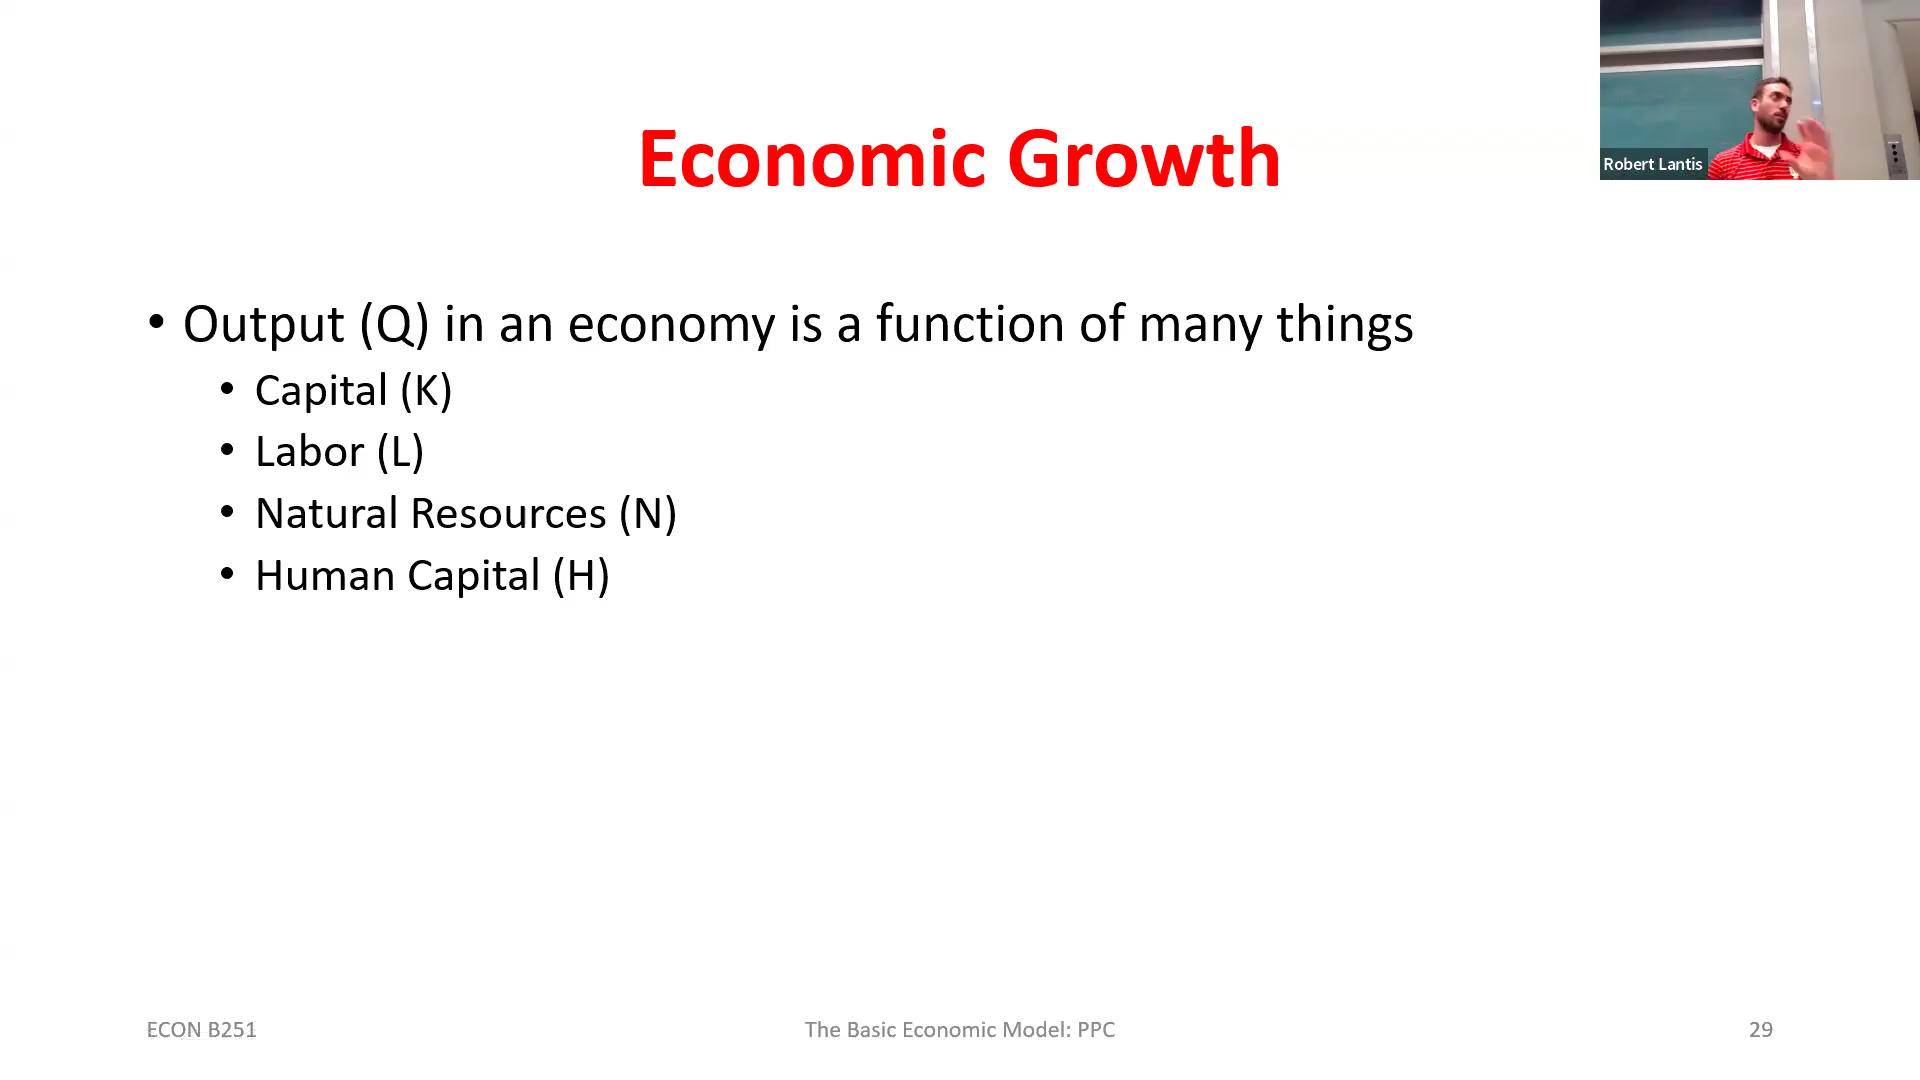 Economic Growth
Robert Lantis
• Output (Q) in an economy is a function of many things
• Capital (K)
• Labor (L)
• Natural Resources (N)
• Human Capital (H)
ECON B251
The Basic Economic Model: PPC
29